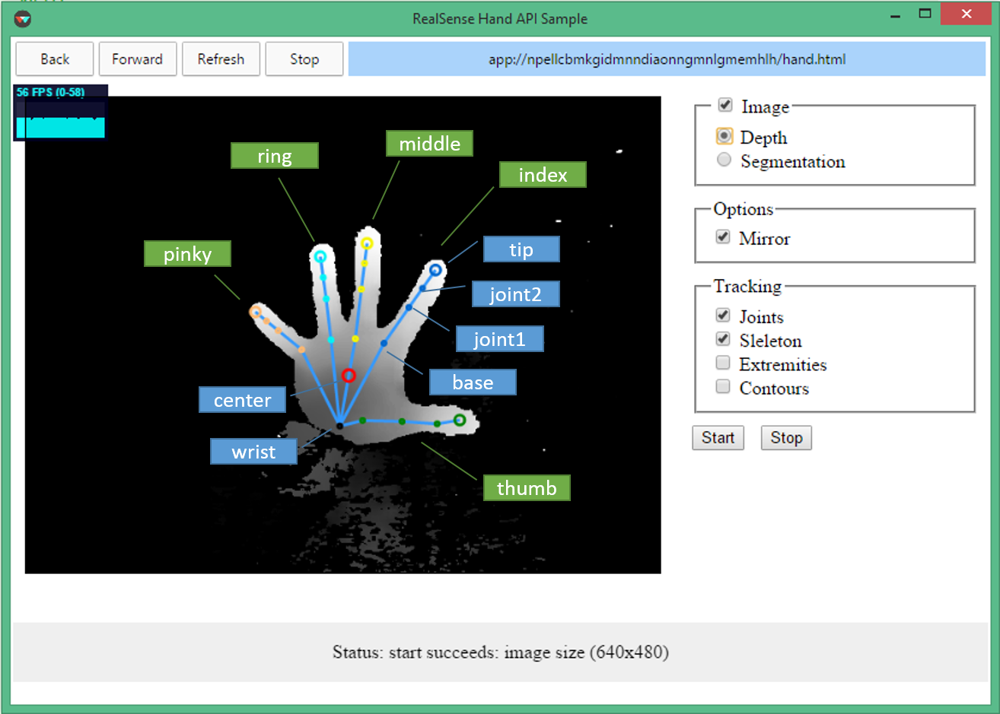 RealSense Hand API Sample
Back Forward Refresh Stop app://npellcbmkgidmnndiaonngmnlgmemhlh/hand.html
56 FPS (0-58)
ring
middle
index
pinky
tip
joint2
joint1
base
center
wrist
thumb
Image
Depth
Segmentation
Options
Mirror
Tracking
Joints
Sleleton
Extremities
Contours
Start Stop
Status: start succeeds: image size (640x480)